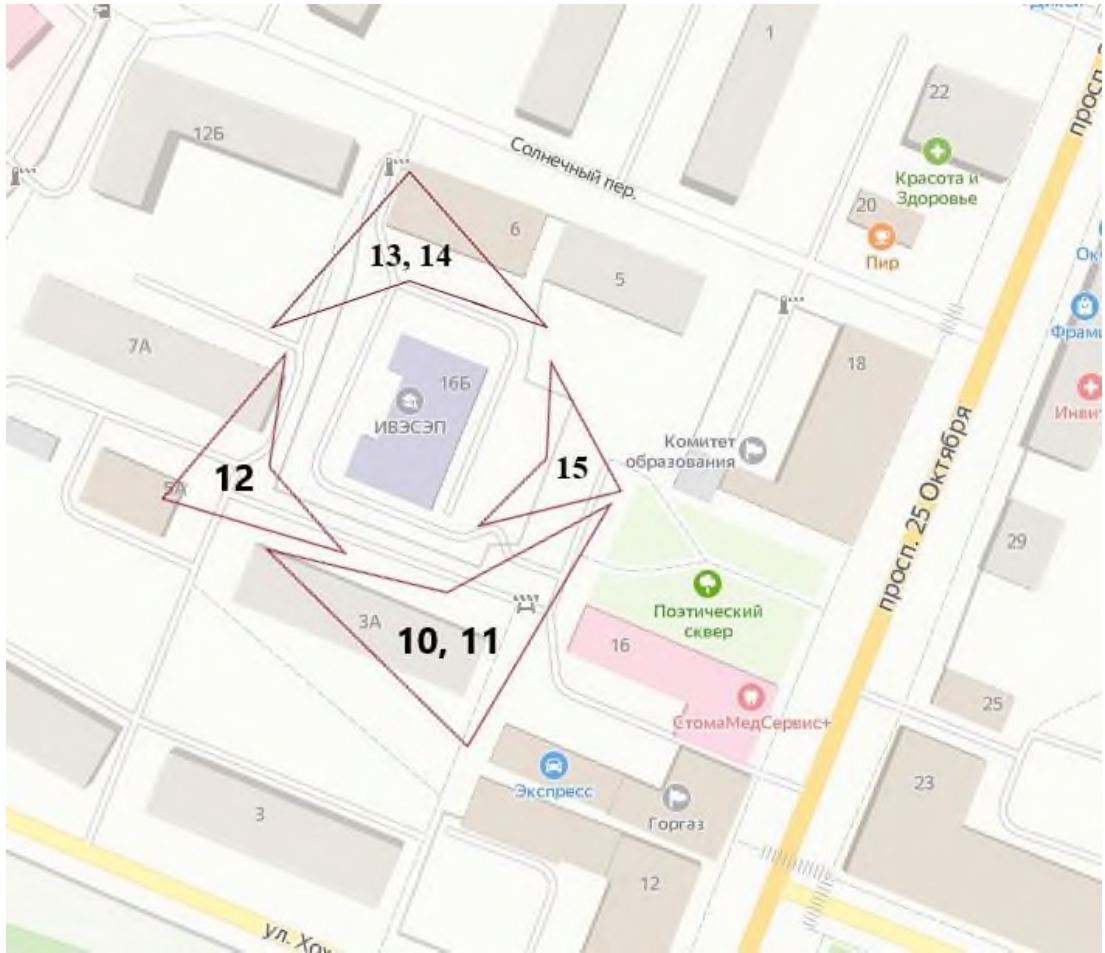 1
22
12Б
Солнечный пер.
просп.
Красота и
Здоровье
20
6
13, 14
Пир
5
7А
18
16Б
ИВЭСЭП
Комитет
образования
12
15
5А
просп. 25 Октября
29
Поэтический
сквер
3А
10, 11
16
25
СтомаМедСервис+
Экспресс
23
Горгаз
3
12
ул.